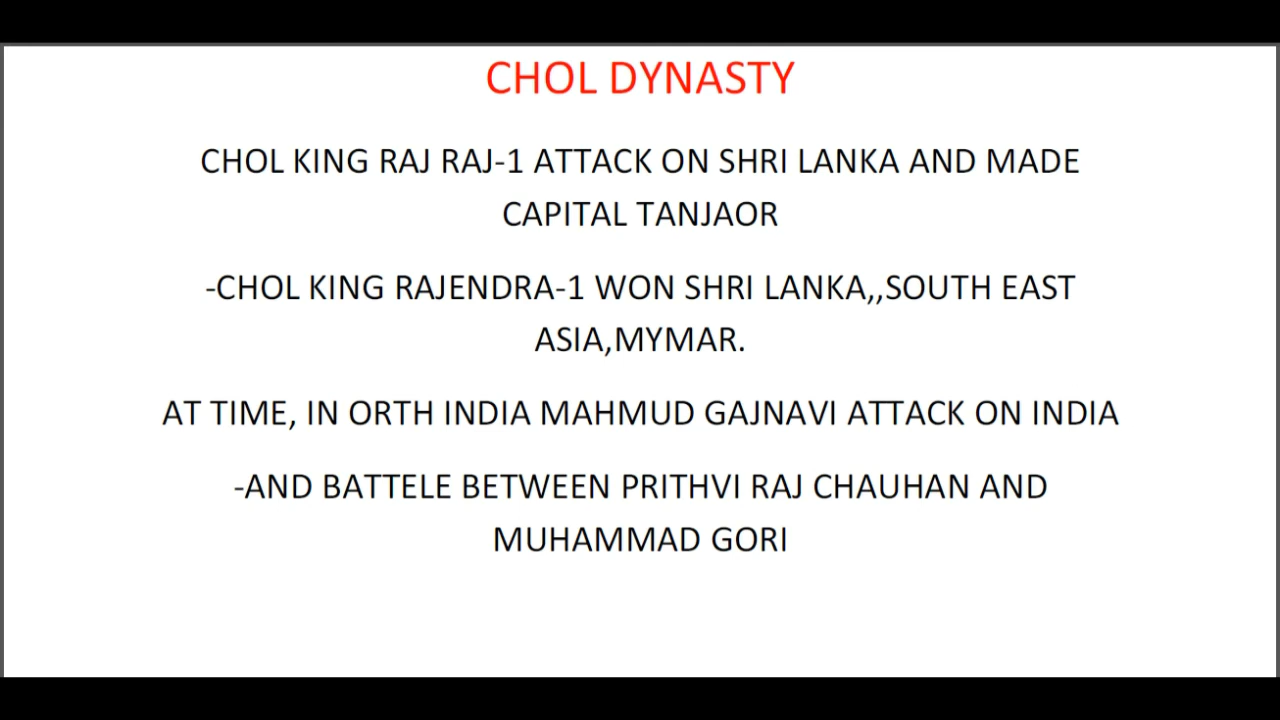 CHOL DYNASTY
CHOL KING RAJ RAJ-1 ATTACK ON SHRI LANKA AND MADE
CAPITAL TANJAOR
-CHOL KING RAJENDRA-1 WON SHRI LANKA,,SOUTH EAST
ASIA,MYMAR.
AT TIME, IN ORTH INDIA MAHMUD GAJNAVI ATTACK ON INDIA
-AND BATTELE BETWEEN PRITHVI RAJ CHAUHAN AND
MUHAMMAD GORI